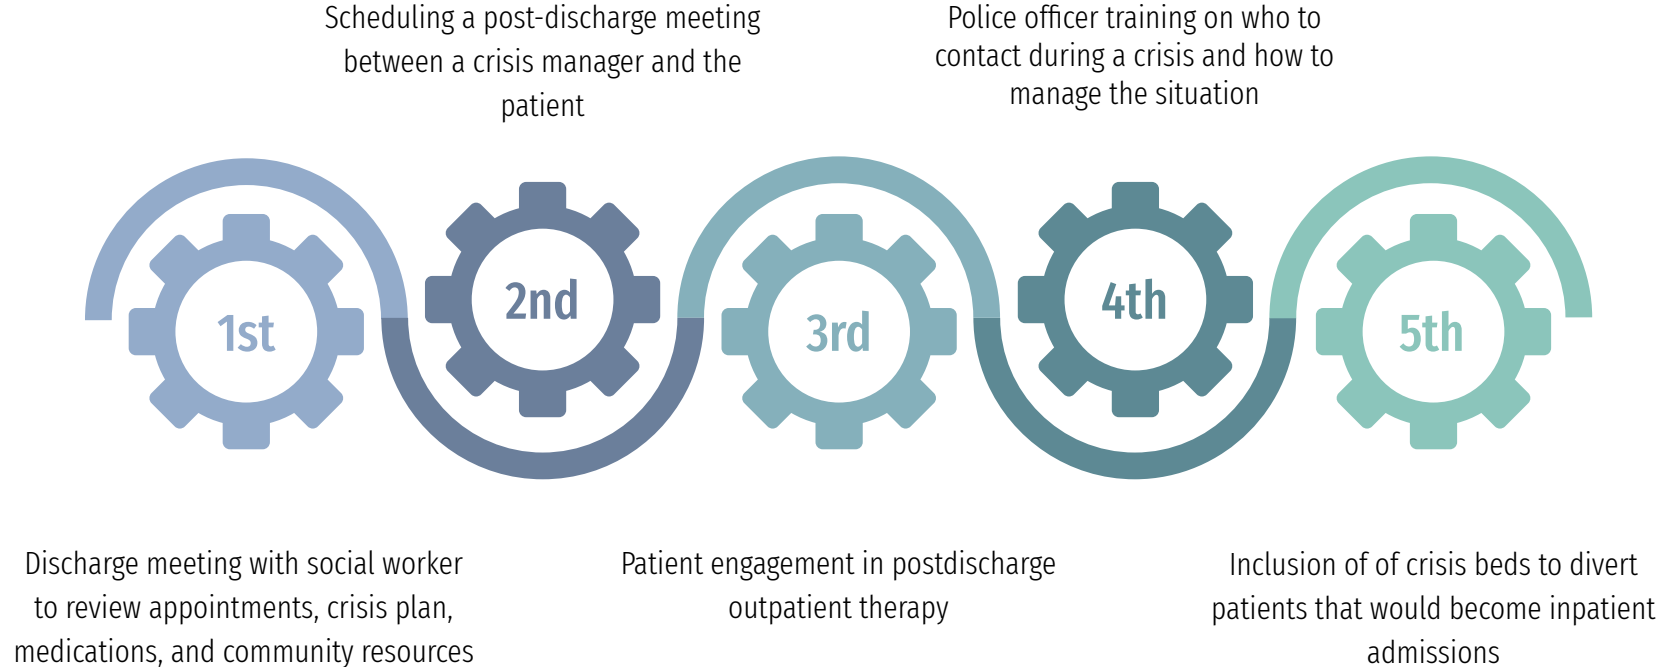 Scheduling a post-discharge meeting
between a crisis manager and the
patient
Police officer training on who to
contact during a crisis and how to
manage the situation
1st
2nd
3rd
4th
5th
Discharge meeting with social worker
to review appointments, crisis plan,
medications, and community resources
Patient engagement in postdischarge
outpatient therapy
Inclusion of of crisis beds to divert
patients that would become inpatient
admissions